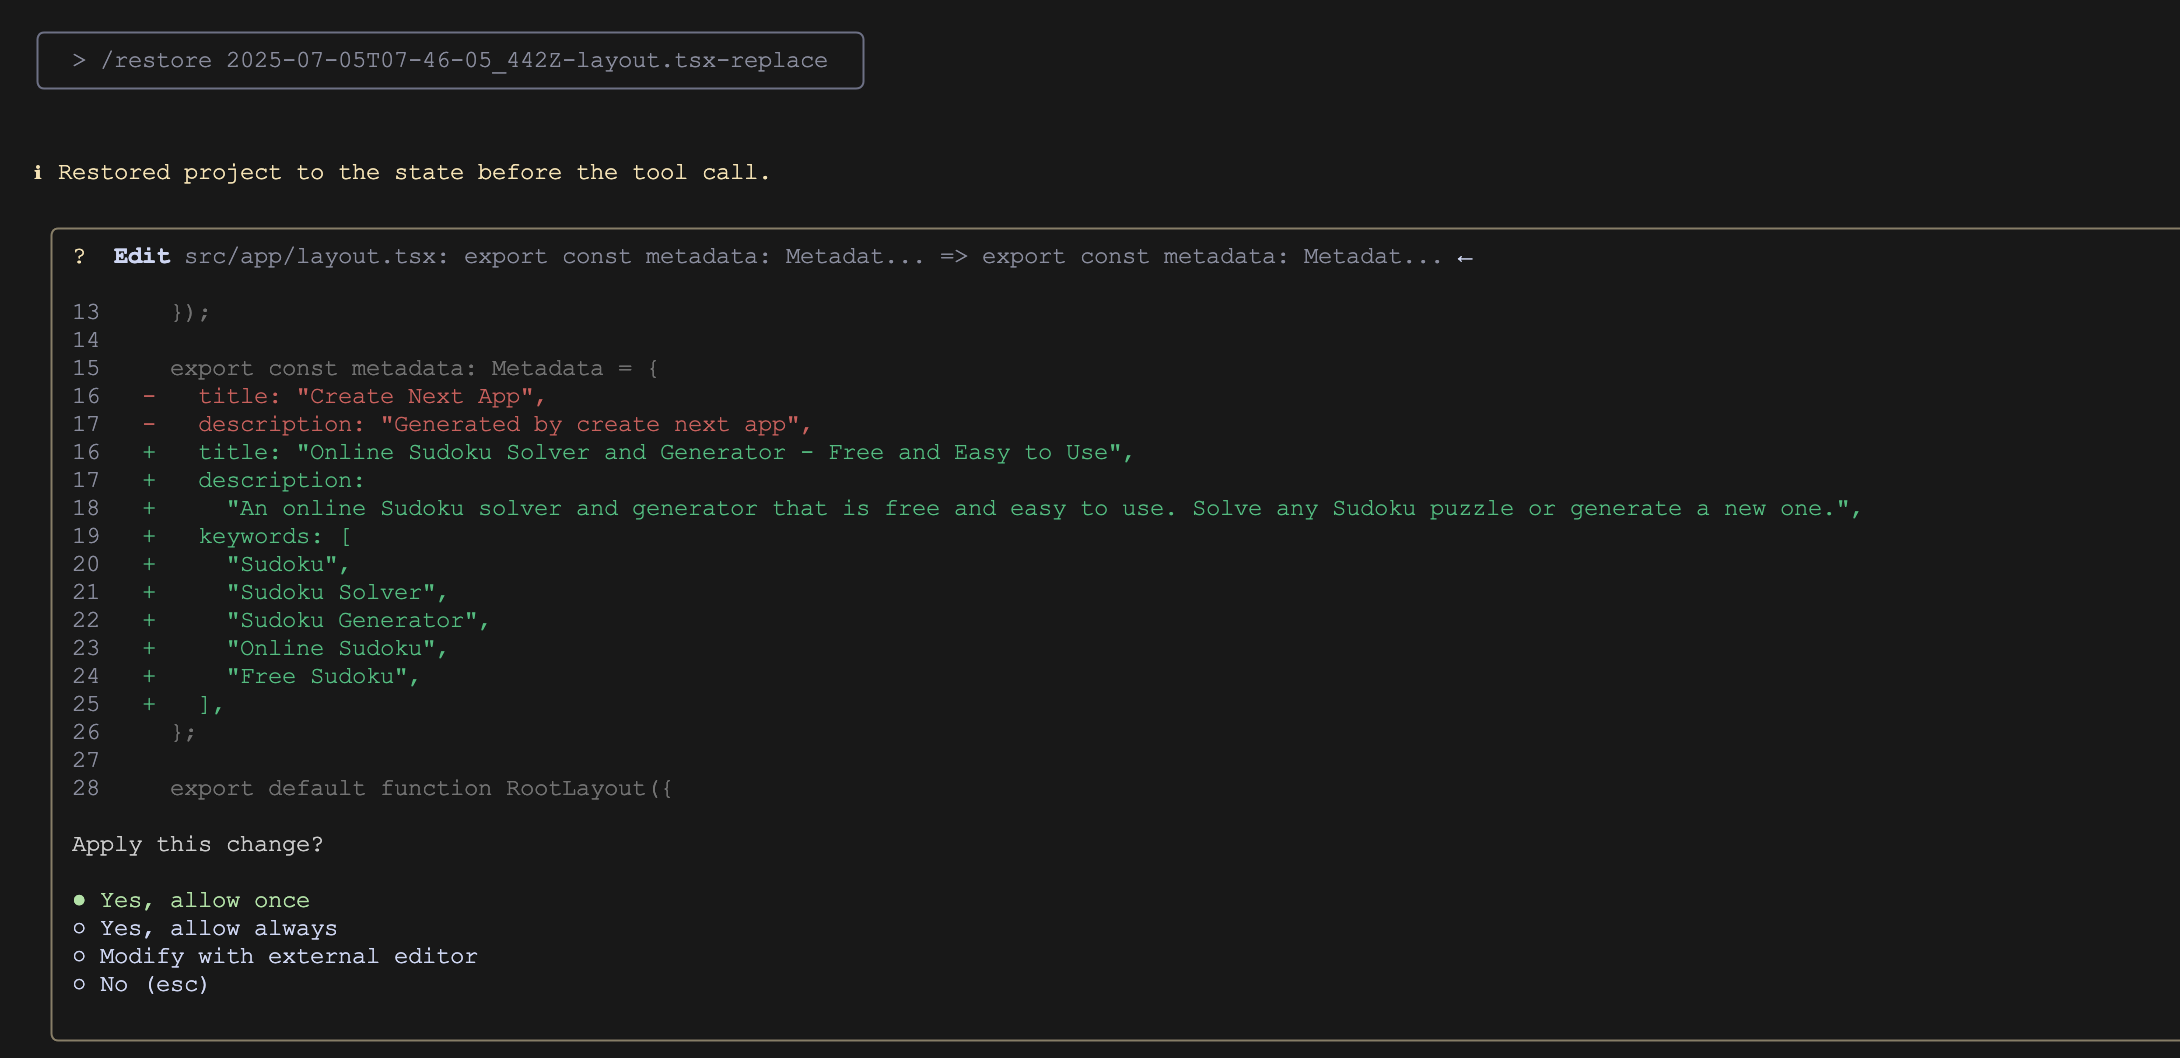 > /restore 2025-07-05T07-46-05_442Z-layout.tsx-replace
ℹ Restored project to the state before the tool call.
? Edit src/app/layout.tsx: export const metadata: Metadat... => export const metadata: Metadat... ←
13     });
14
15     export const metadata: Metadata = {
16   -   title: "Create Next App",
17   -   description: "Generated by create next app",
16   +   title: "Online Sudoku Solver and Generator - Free and Easy to Use",
17   +   description:
18   +     "An online Sudoku solver and generator that is free and easy to use. Solve any Sudoku puzzle or generate a new one.",
19   +   keywords: [
20   +     "Sudoku",
21   +     "Sudoku Solver",
22   +     "Sudoku Generator",
23   +     "Online Sudoku",
24   +     "Free Sudoku",
25   +   ],
26     };
27
28     export default function RootLayout({
Apply this change?
● Yes, allow once
○ Yes, allow always
○ Modify with external editor
○ No (esc)